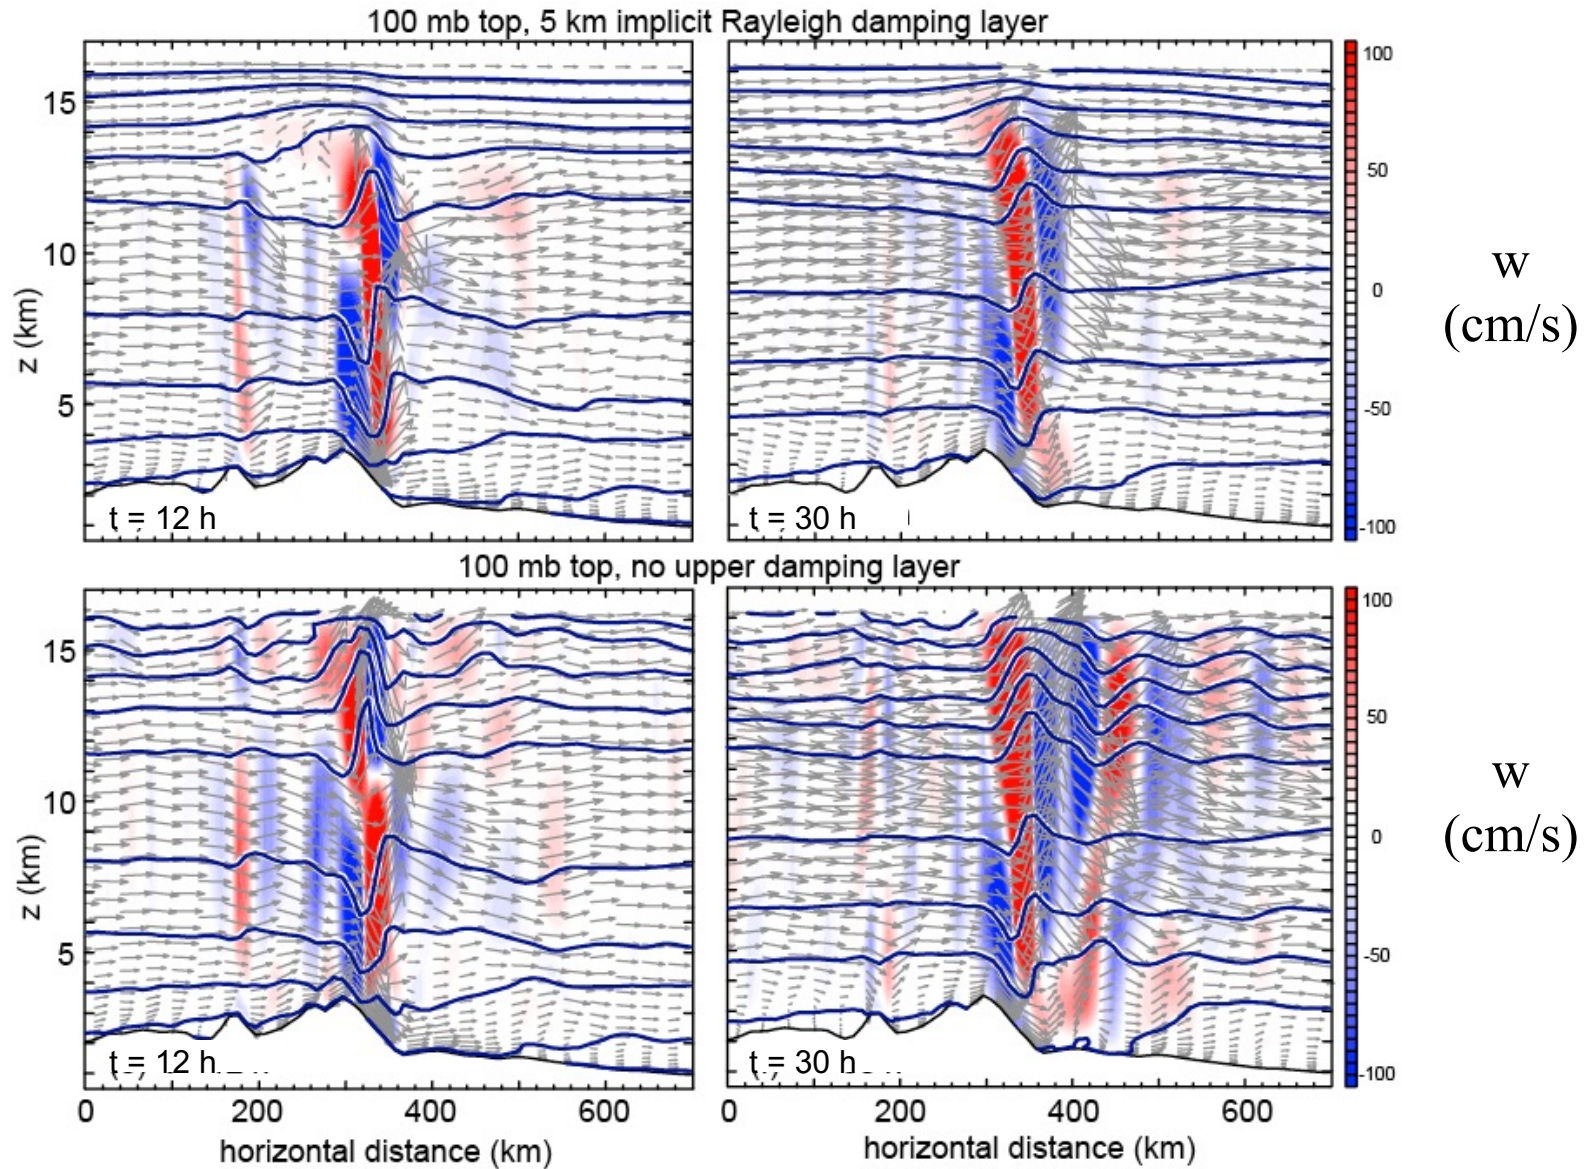 100 mb top, 5 km implicit Rayleigh damping layer
z (km)
15
10
5
t = 12 h
t = 30 h
100
50
0
-50
-100
w
(cm/s)
100 mb top, no upper damping layer
z (km)
15
10
5
t = 12 h
t = 30 h
100
50
0
-50
-100
w
(cm/s)
0 200 400 600
0 200 400 600
horizontal distance (km)
horizontal distance (km)